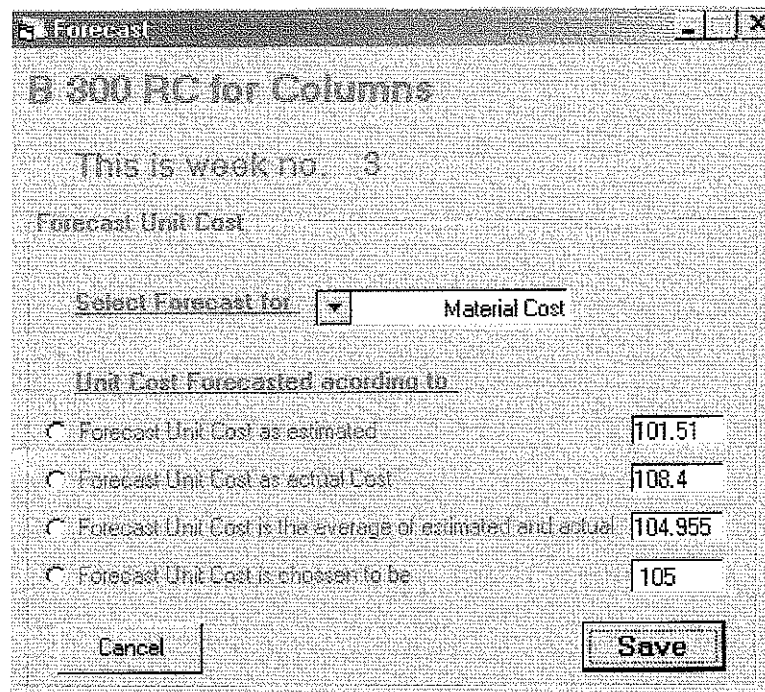 Forecast
B 300 RC for Columns
This is week no. 3
Forecast Unit Cost
Select Forecast for Material Cost
Unit Cost Forecasted acording to
Forecast Unit Cost as estimated 101.51
Forecast Unit Cost as actual Cost 108.4
Forecast Unit Cost is the average of estimated and actual 104.955
Forecast Unit Cost is chossen to be 105
Cancel Save